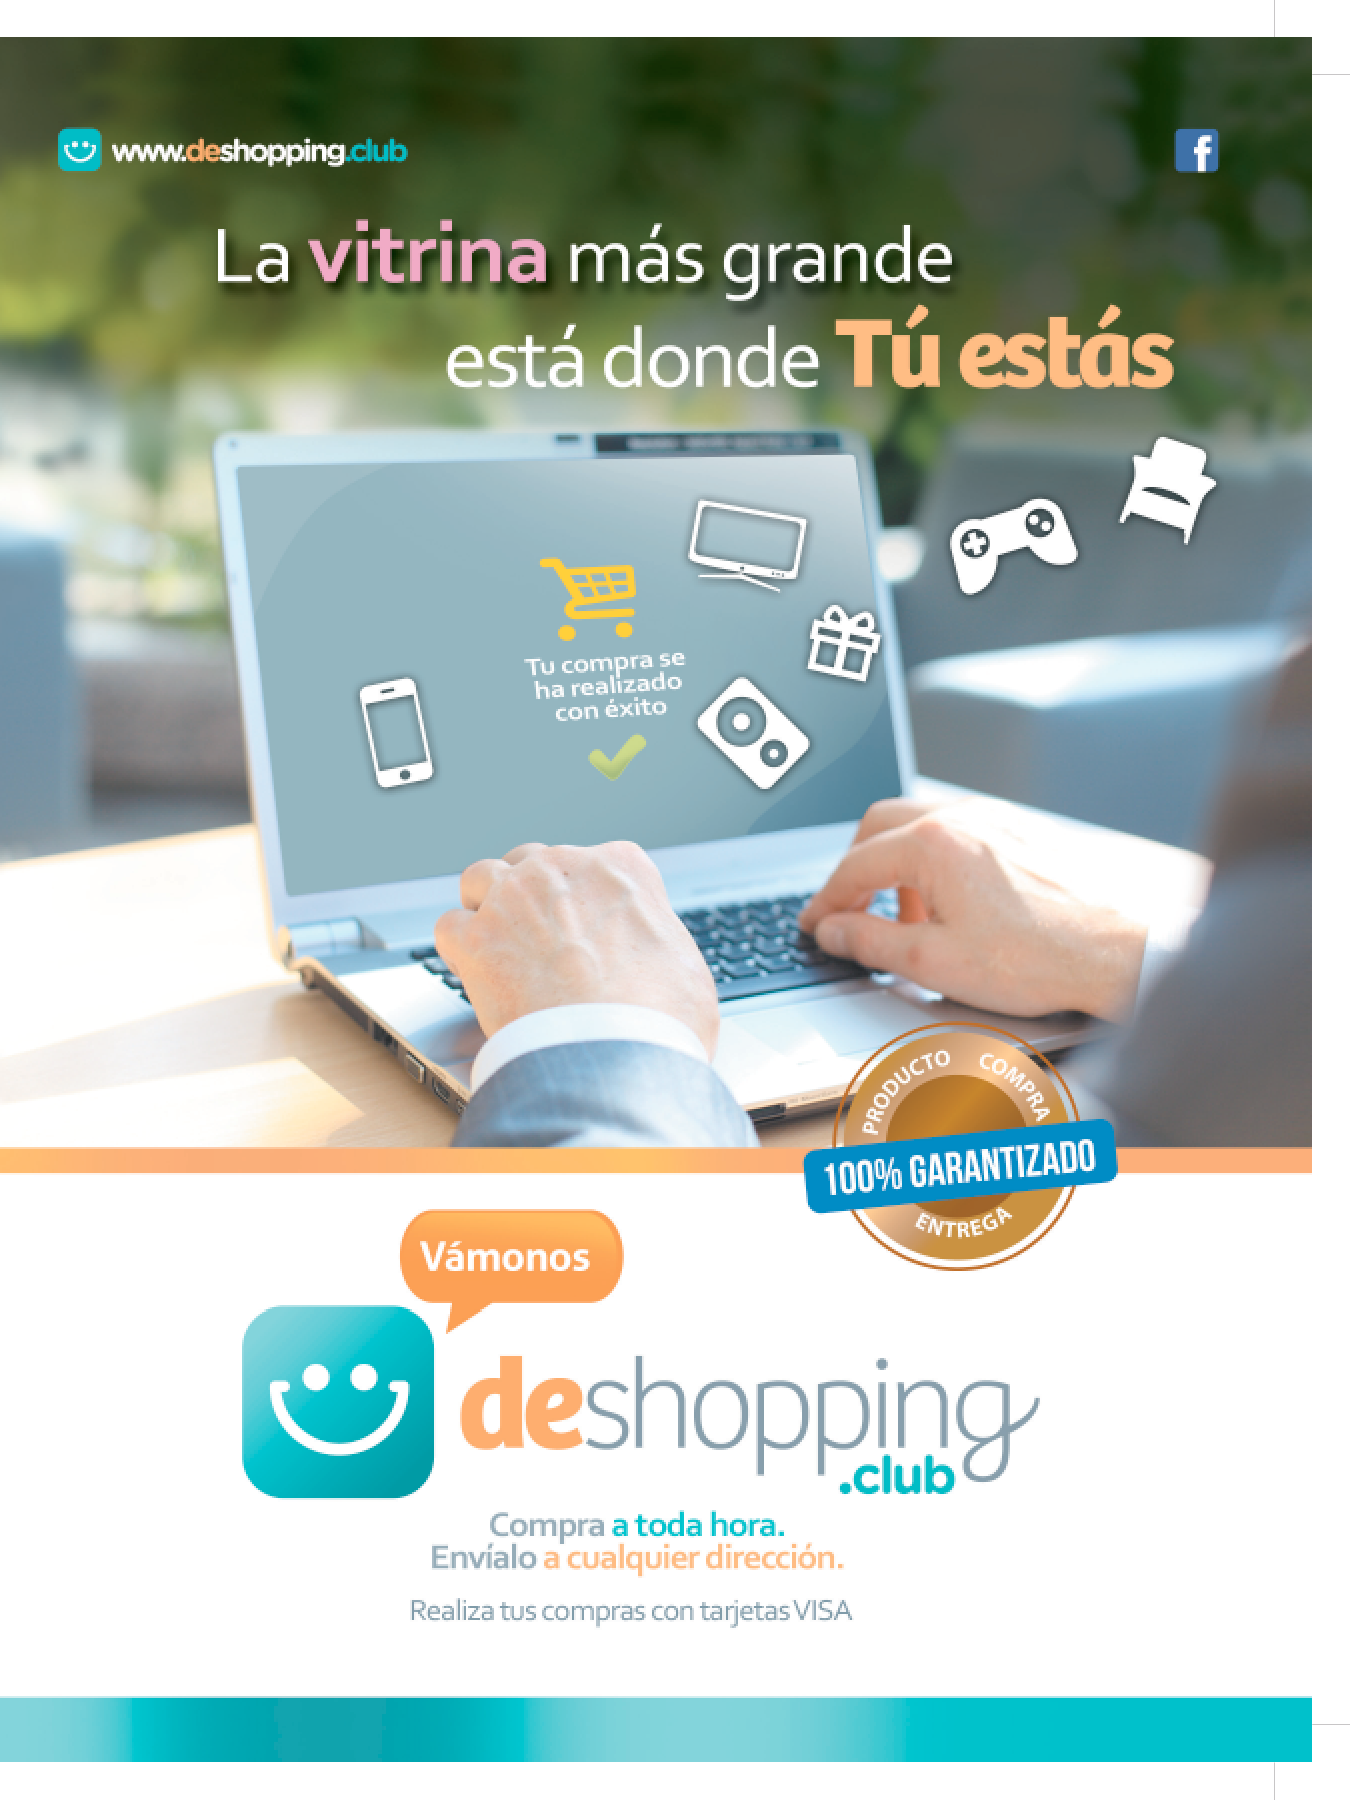 www.deshopping.club
f
La vitrina más grande
está donde Tú estás
Tu compra se
ha realizado
con éxito
PRODUCTO COMPRA
100% GARANTIZADO
ENTREGA
Vámonos
deshopping
.club
Compra a toda hora.
Envíalo a cualquier dirección.
Realiza tus compras con tarjetas VISA